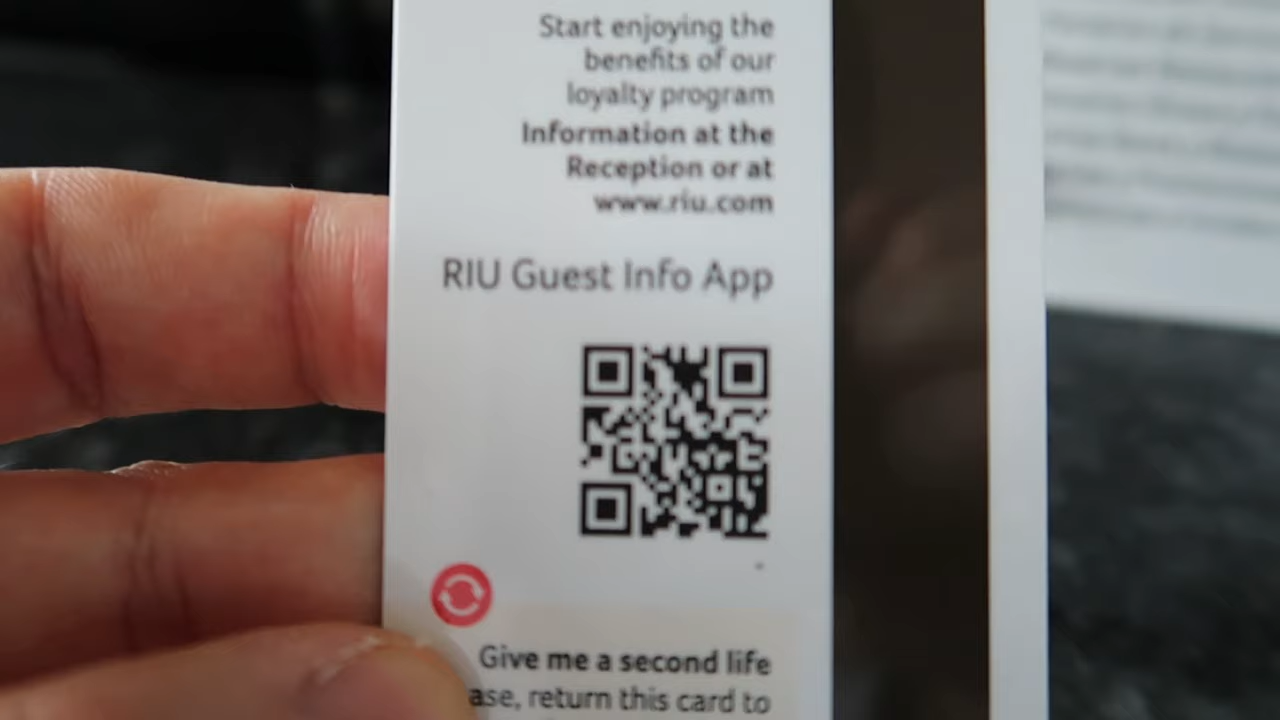 Start enjoying the
benefits of our
loyalty program
Information at the
Reception or at
www.riu.com
RIU Guest Info App
Give me a second life
ase, return this card to